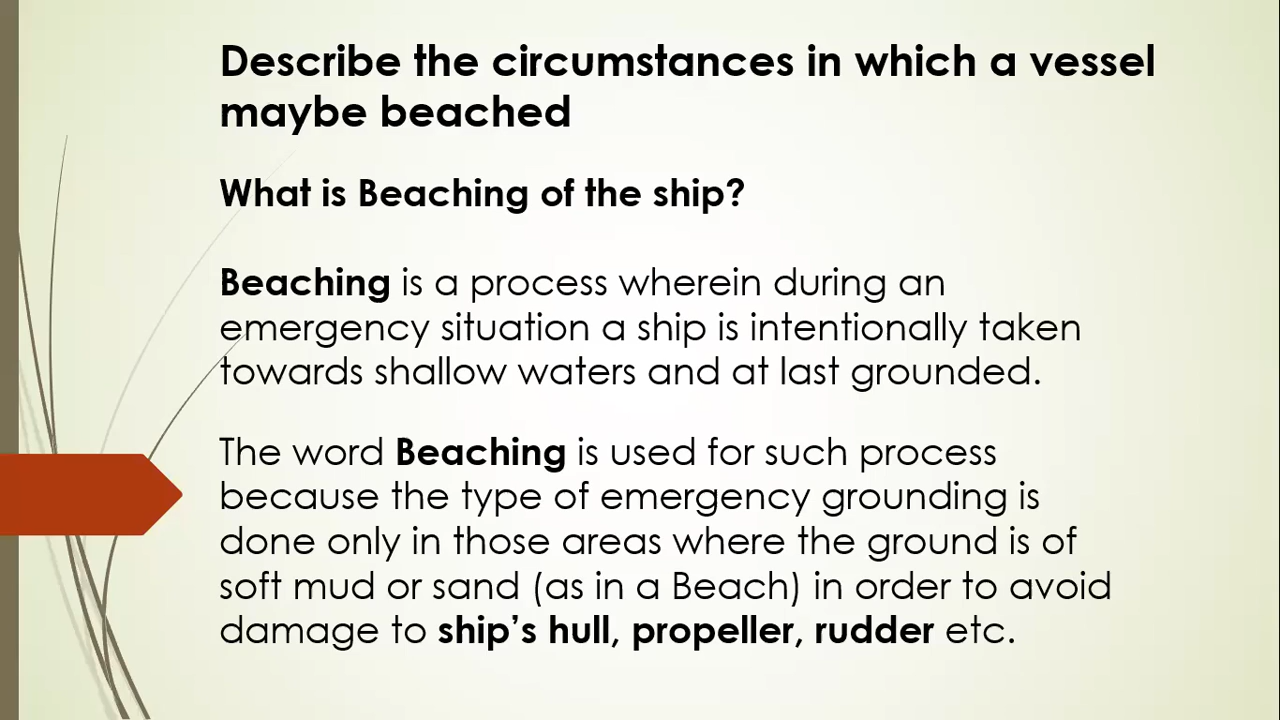 Describe the circumstances in which a vessel
maybe beached
What is Beaching of the ship?
Beaching is a process wherein during an
emergency situation a ship is intentionally taken
towards shallow waters and at last grounded.
The word Beaching is used for such process
because the type of emergency grounding is
done only in those areas where the ground is of
soft mud or sand (as in a Beach) in order to avoid
damage to ship’s hull, propeller, rudder etc.